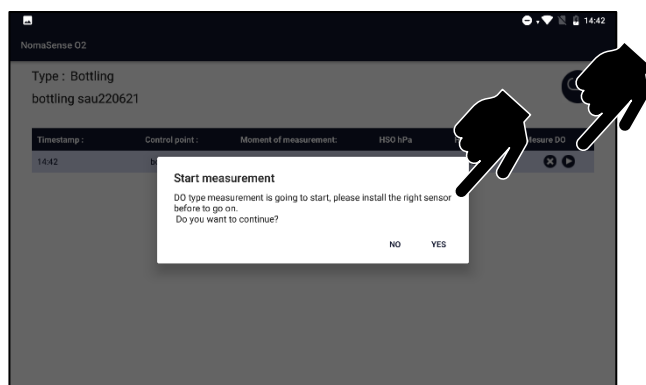 14:42
NomaSense O2
Type : Bottling
bottling sau220621
Timestamp : Control point : Moment of measurement: HSO hPa Mesure DO
14:42
Start measurement
DO type measurement is going to start, please install the right sensor
before to go on.
Do you want to continue?
NO YES